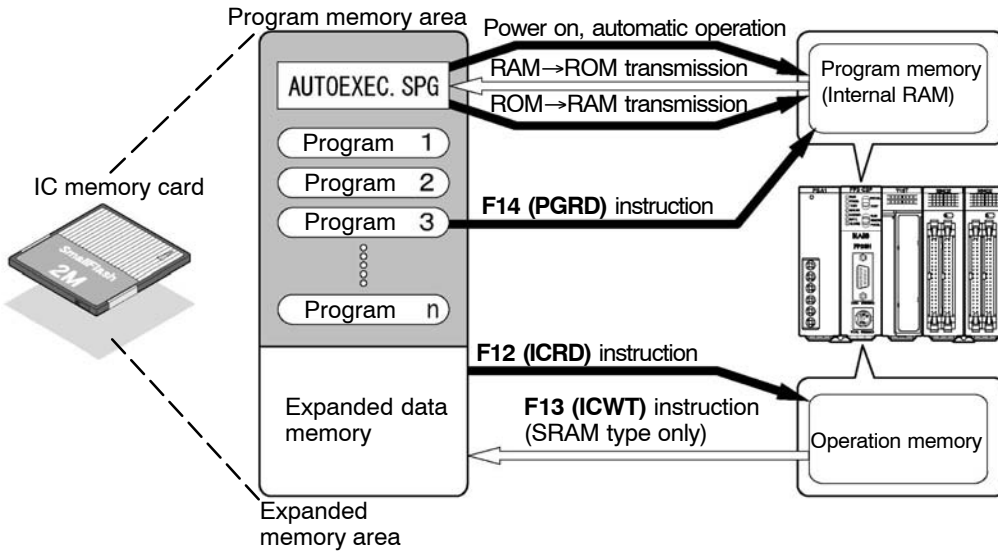 Program memory area
Power on, automatic operation
RAM→ROM transmission
AUTOEXEC. SPG
ROM→RAM transmission
Program memory
(Internal RAM)
Program 1
Program 2
Program 3
Program n
IC memory card
SmallFlash
2M
F14 (PGRD) instruction
F12 (ICRD) instruction
F13 (ICWT) instruction
(SRAM type only)
Expanded data
memory
Operation memory
Expanded
memory area